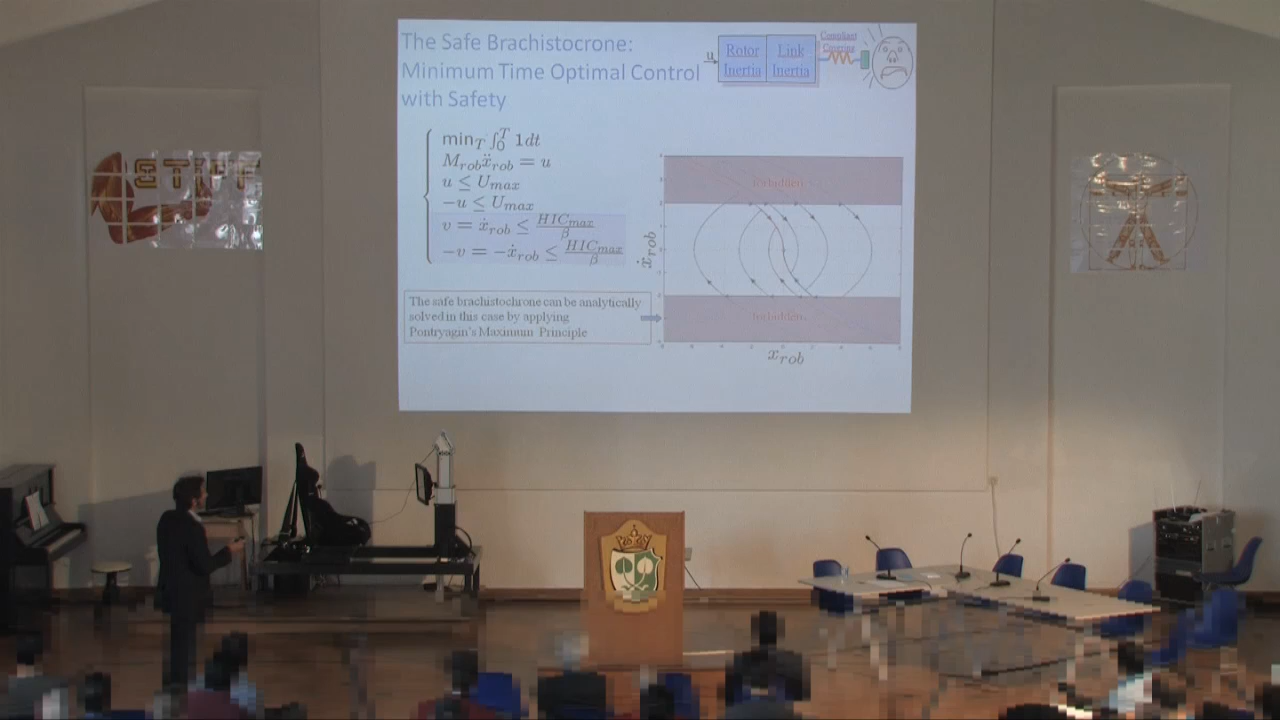 The Safe Brachistocrone:
Minimum Time Optimal Control
with Safety
u
Rotor Inertia
Link Inertia
Compliant
Covering
min_T ∫_0^T 1dt
M_rob ẍ_rob = u
u ≤ U_max
-u ≤ U_max
v = ẋ_rob ≤ HIC_max/β
-v = -ẋ_rob ≤ HIC_max/β
The safe brachistochrone can be analytically
solved in this case by applying
Pontryagin's Maximum Principle
forbidden
forbidden
ẋ_rob
x_rob